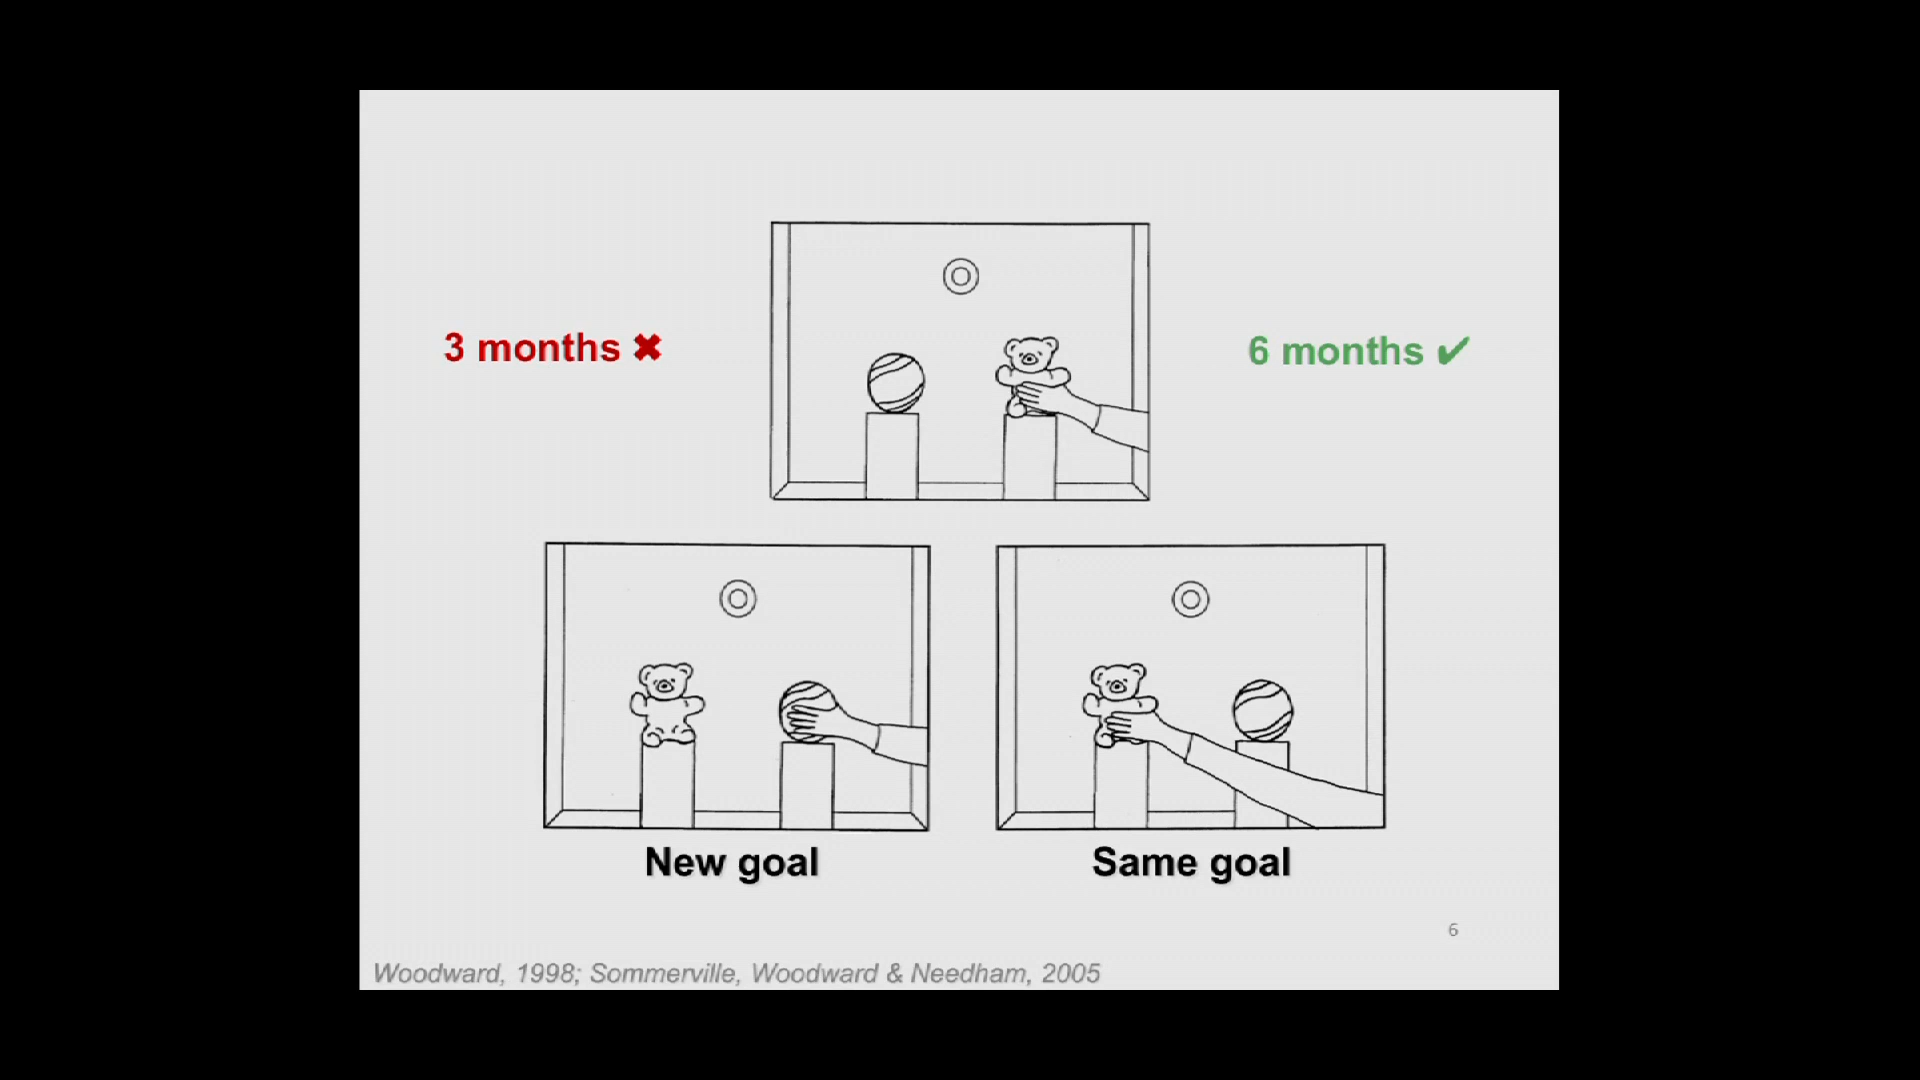 3 months ✖
6 months ✔
New goal
Same goal
6
Woodward, 1998; Sommerville, Woodward & Needham, 2005